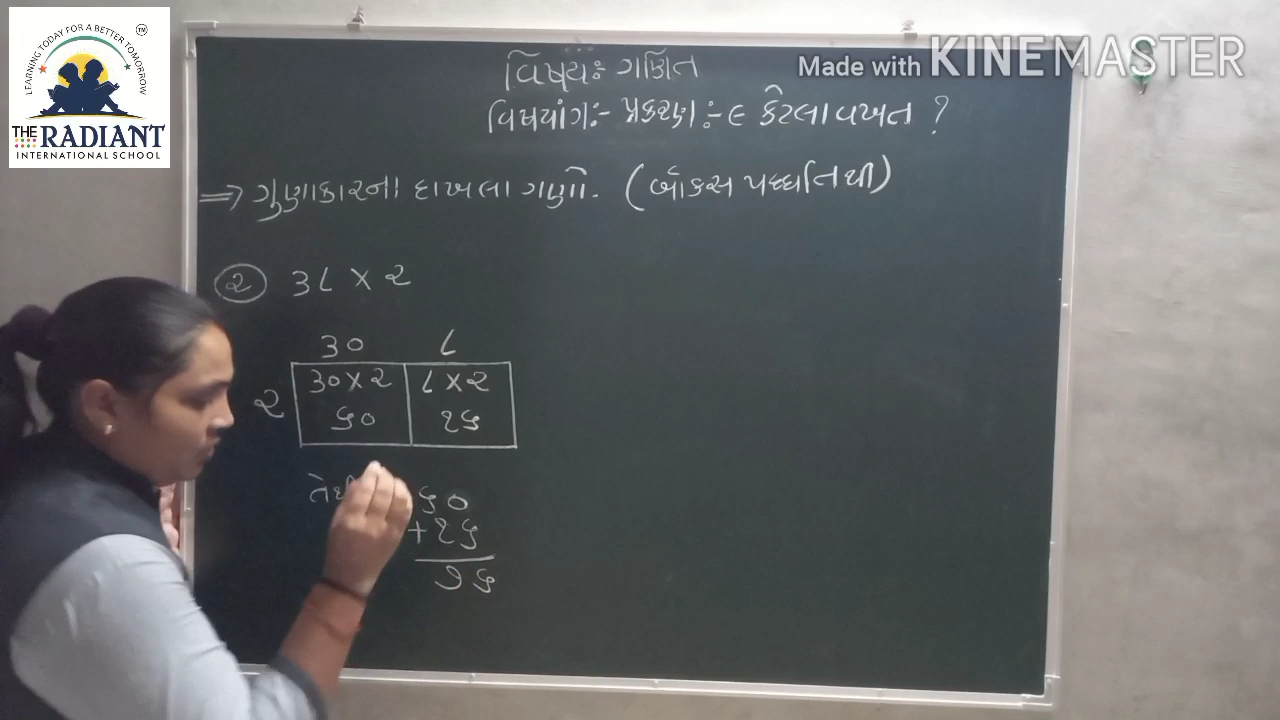 LEARNING TODAY FOR A BETTER TOMORROW
TM
THE RADIANT
INTERNATIONAL SCHOOL
Made with KINEMASTER
વિષયઃ ગણિત
વિષયાંગ:- પ્રકરણ :- ૯ કેટલા વખત ?
⇒ ગુણાકારના દાખલા ગણો. (બૉક્સ પધ્ધતિથી)
૨ ૩૮ × ૨
૩૦ ૮
૩૦×૨ ૮×૨
૨ ૬૦ ૧૬
૬૦
+ ૧૬
૭૬